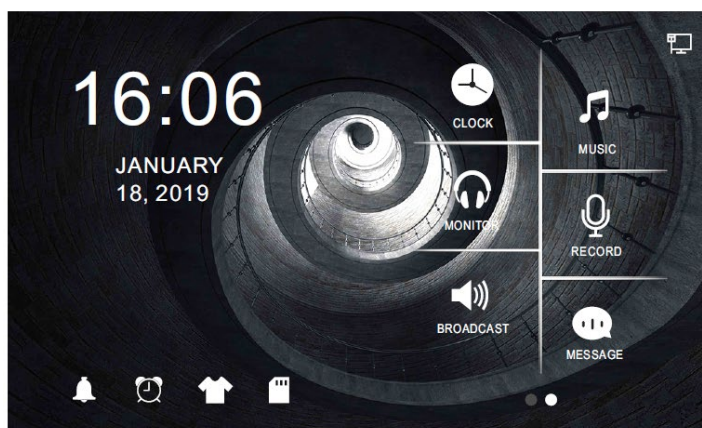 16:06
JANUARY
18, 2019
CLOCK
MUSIC
MONITOR
RECORD
BROADCAST
MESSAGE